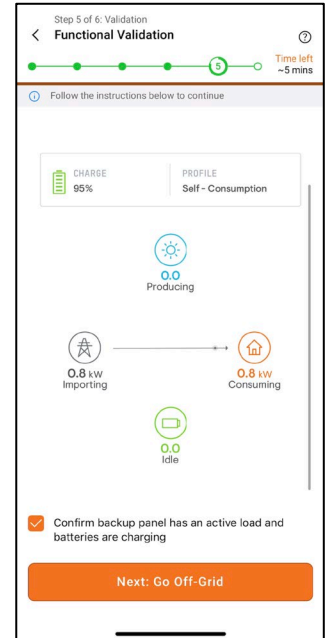 Step 5 of 6: Validation
Functional Validation
5
Time left
~5 mins
Follow the instructions below to continue
CHARGE
95%
PROFILE
Self - Consumption
0.0
Producing
0.8 kW
Importing
0.8 kW
Consuming
0.0
Idle
Confirm backup panel has an active load and
batteries are charging
Next: Go Off-Grid